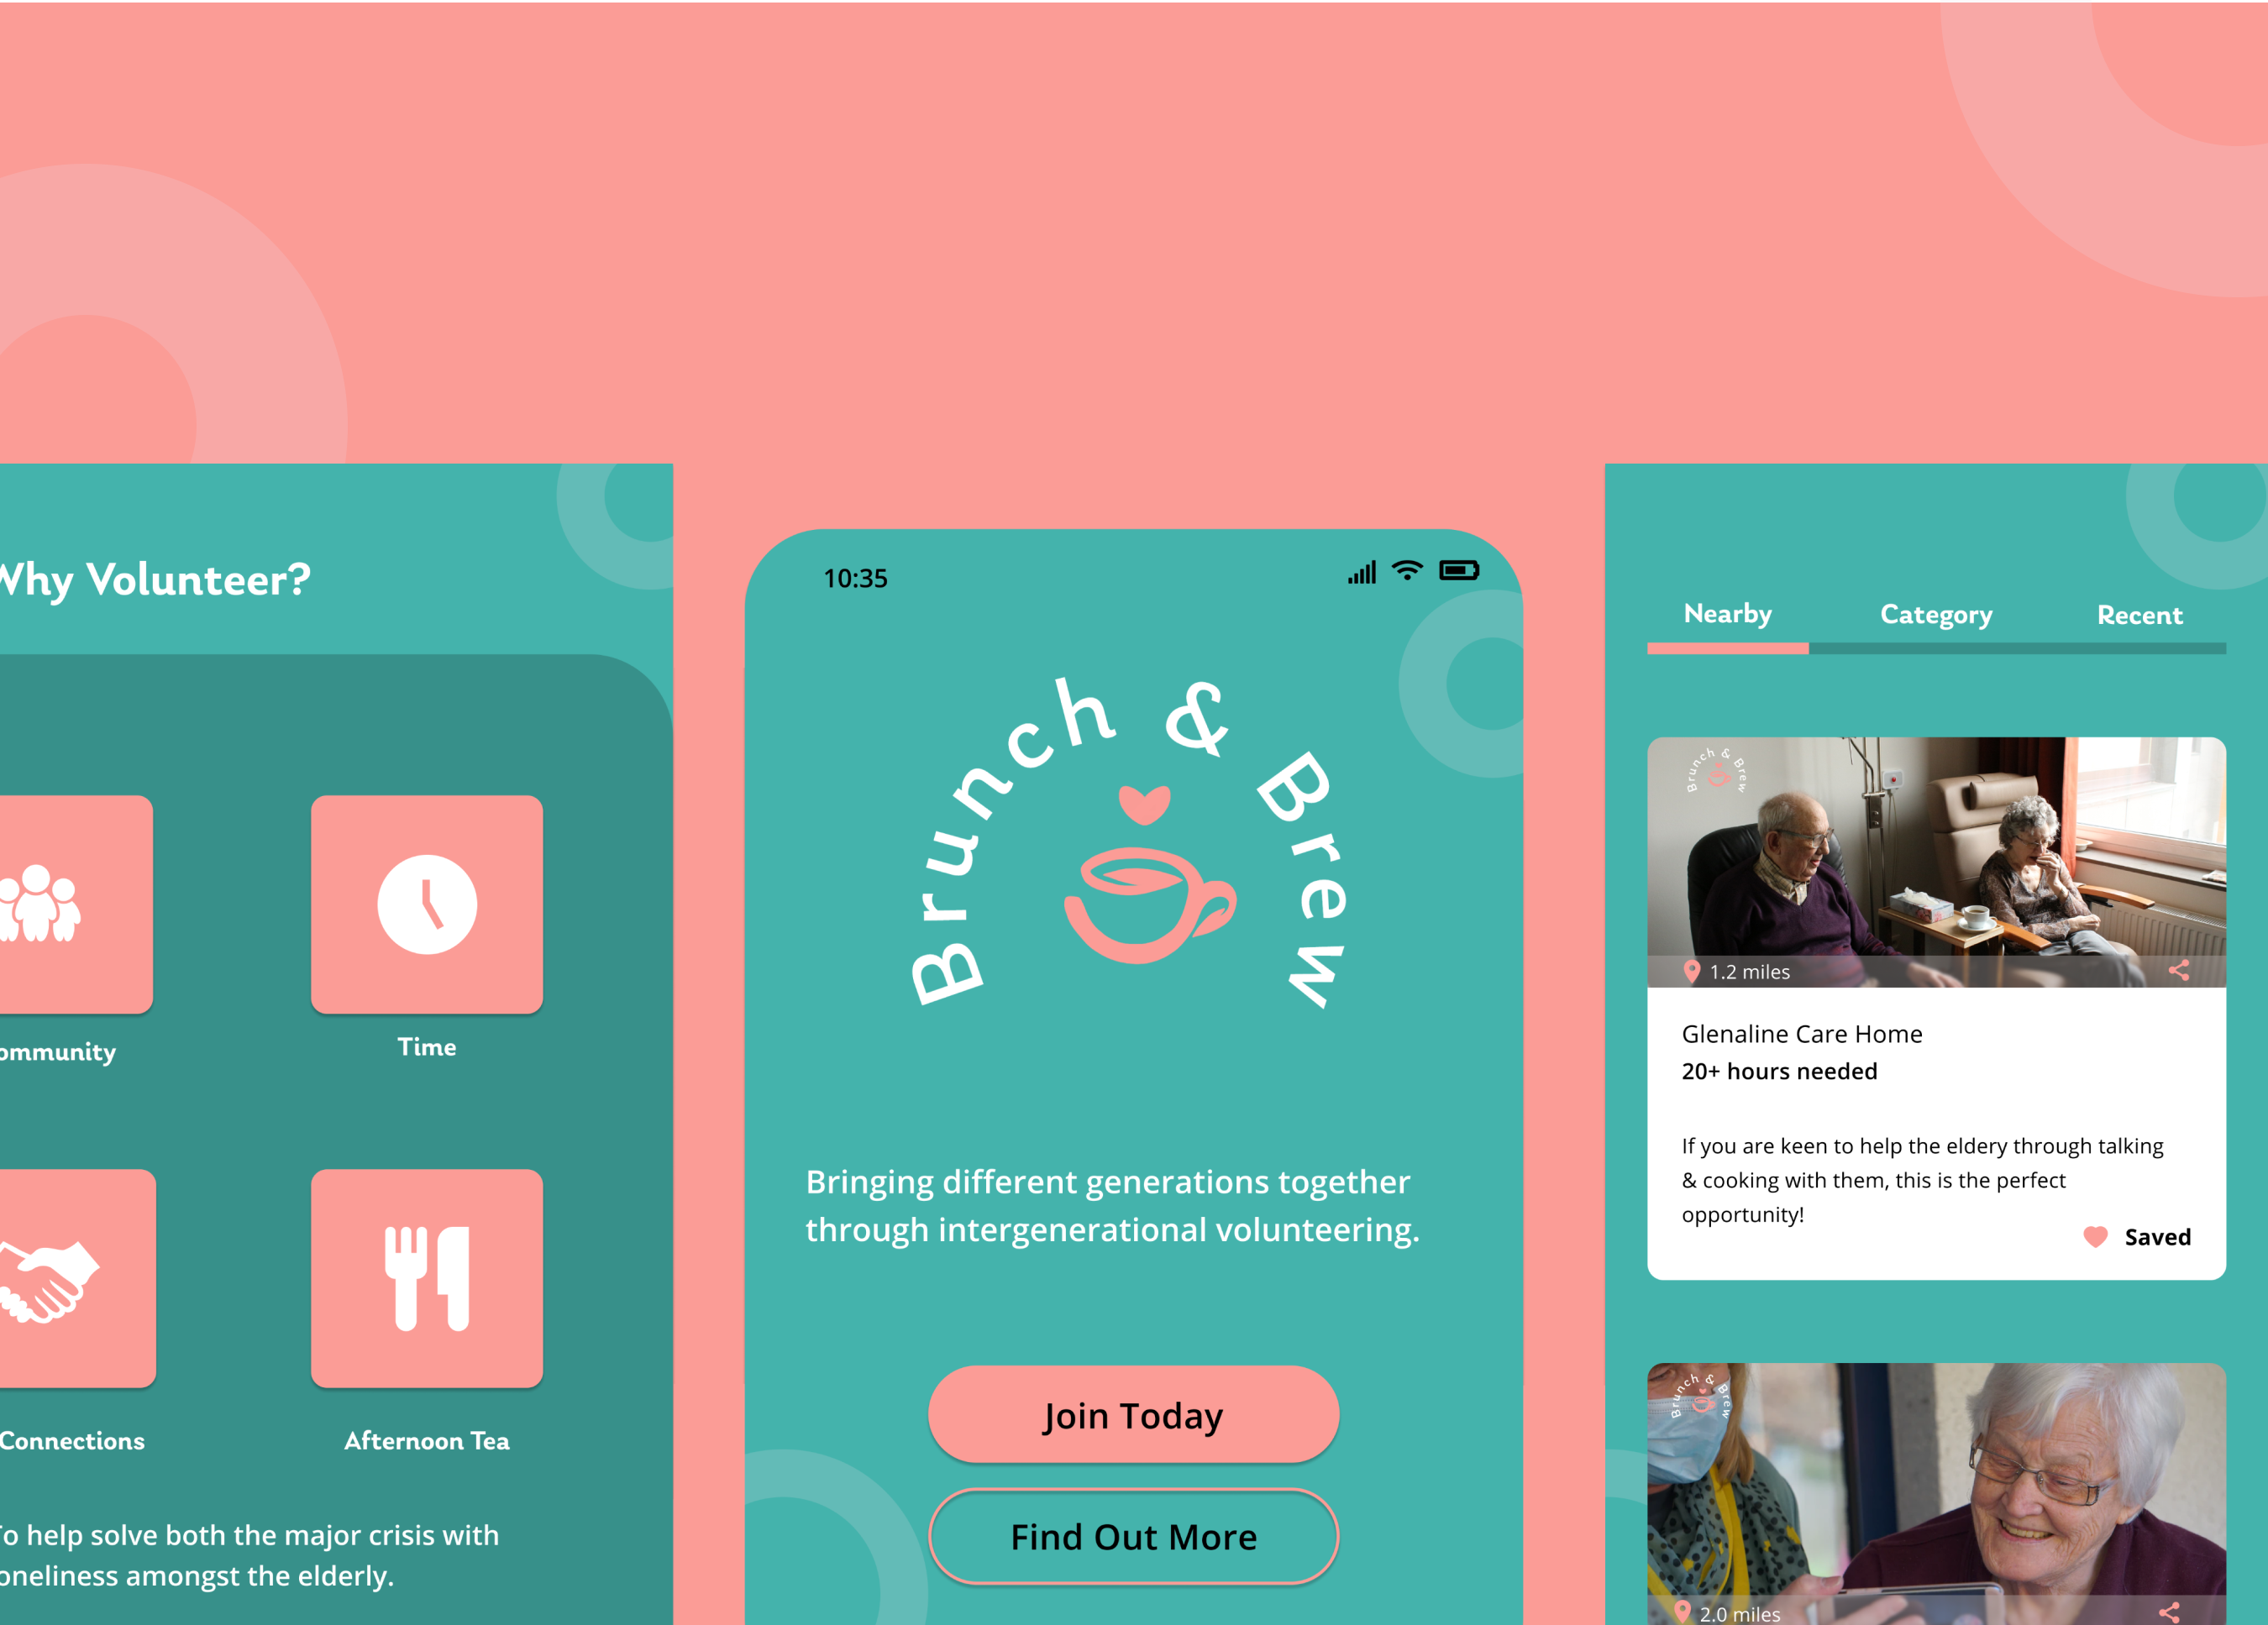 Why Volunteer?
ommunity
Time
Connections
Afternoon Tea
To help solve both the major crisis with
oneliness amongst the elderly.
10:35
Brunch & Brew
Bringing different generations together
through intergenerational volunteering.
Join Today
Find Out More
Nearby
Category
Recent
Brunch & Brew
1.2 miles
Glenaline Care Home
20+ hours needed
If you are keen to help the eldery through talking
& cooking with them, this is the perfect
opportunity!
Saved
Brunch & Brew
2.0 miles